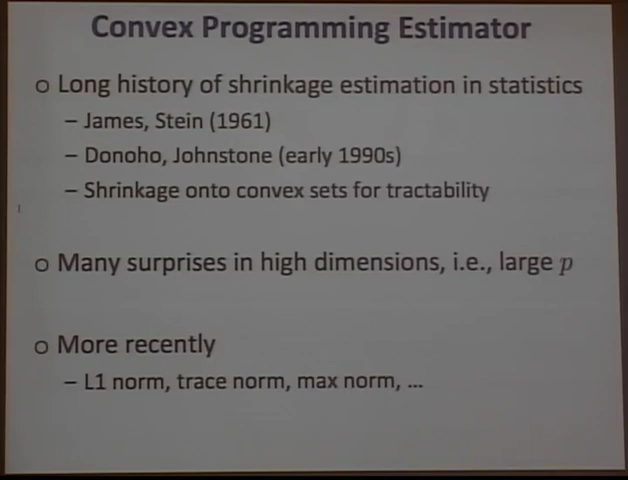 Convex Programming Estimator
o Long history of shrinkage estimation in statistics
– James, Stein (1961)
– Donoho, Johnstone (early 1990s)
– Shrinkage onto convex sets for tractability
o Many surprises in high dimensions, i.e., large p
o More recently
– L1 norm, trace norm, max norm, ...